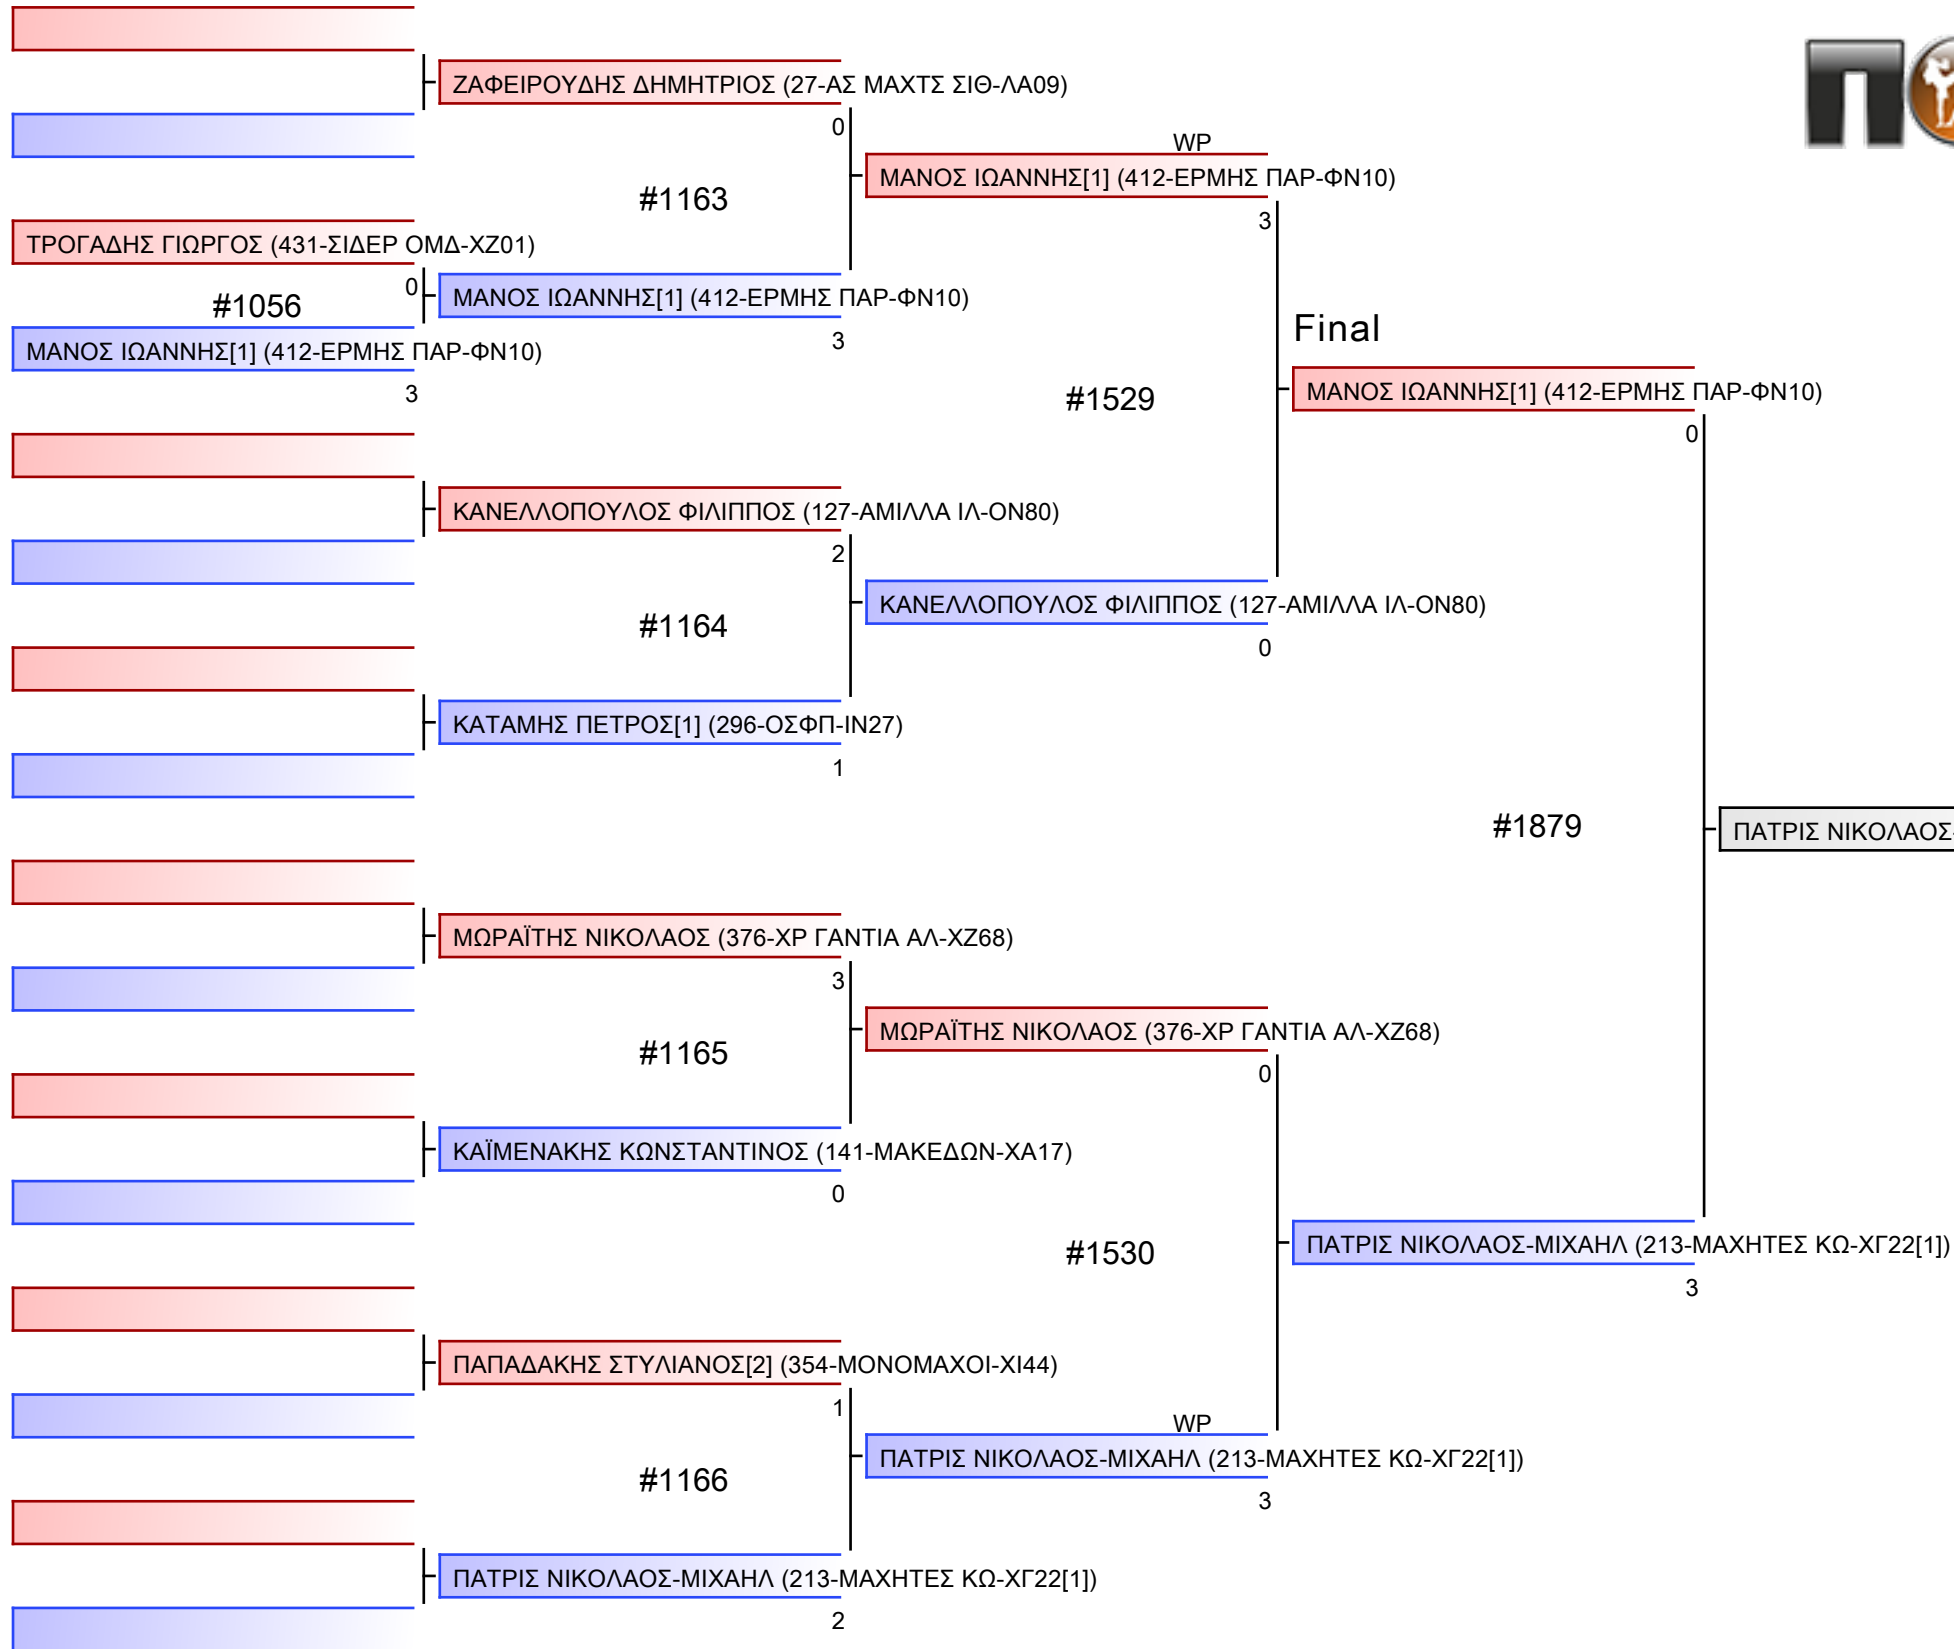 ΖΑΦΕΙΡΟΥΔΗΣ ΔΗΜΗΤΡΙΟΣ (27-ΑΣ ΜΑΧΤΣ ΣΙΘ-ΛΑ09)
0
WP
ΜΑΝΟΣ ΙΩΑΝΝΗΣ[1] (412-ΕΡΜΗΣ ΠΑΡ-ΦΝ10)
#1163
3
ΤΡΟΓΑΔΗΣ ΓΙΩΡΓΟΣ (431-ΣΙΔΕΡ ΟΜΔ-ΧΖ01)
0
#1056
ΜΑΝΟΣ ΙΩΑΝΝΗΣ[1] (412-ΕΡΜΗΣ ΠΑΡ-ΦΝ10)
3
ΜΑΝΟΣ ΙΩΑΝΝΗΣ[1] (412-ΕΡΜΗΣ ΠΑΡ-ΦΝ10)
3
Final
#1529
ΜΑΝΟΣ ΙΩΑΝΝΗΣ[1] (412-ΕΡΜΗΣ ΠΑΡ-ΦΝ10)
0
ΚΑΝΕΛΛΟΠΟΥΛΟΣ ΦΙΛΙΠΠΟΣ (127-ΑΜΙΛΛΑ ΙΛ-ΟΝ80)
2
#1164
ΚΑΝΕΛΛΟΠΟΥΛΟΣ ΦΙΛΙΠΠΟΣ (127-ΑΜΙΛΛΑ ΙΛ-ΟΝ80)
0
ΚΑΤΑΜΗΣ ΠΕΤΡΟΣ[1] (296-ΟΣΦΠ-ΙΝ27)
1
#1879
ΠΑΤΡΙΣ ΝΙΚΟΛΑΟΣ-
ΜΩΡΑΪΤΗΣ ΝΙΚΟΛΑΟΣ (376-ΧΡ ΓΑΝΤΙΑ ΑΛ-ΧΖ68)
3
#1165
ΜΩΡΑΪΤΗΣ ΝΙΚΟΛΑΟΣ (376-ΧΡ ΓΑΝΤΙΑ ΑΛ-ΧΖ68)
0
ΚΑΪΜΕΝΑΚΗΣ ΚΩΝΣΤΑΝΤΙΝΟΣ (141-ΜΑΚΕΔΩΝ-ΧΑ17)
0
#1530
ΠΑΤΡΙΣ ΝΙΚΟΛΑΟΣ-ΜΙΧΑΗΛ (213-ΜΑΧΗΤΕΣ ΚΩ-ΧΓ22[1])
3
ΠΑΠΑΔΑΚΗΣ ΣΤΥΛΙΑΝΟΣ[2] (354-ΜΟΝΟΜΑΧΟΙ-ΧΙ44)
1
WP
ΠΑΤΡΙΣ ΝΙΚΟΛΑΟΣ-ΜΙΧΑΗΛ (213-ΜΑΧΗΤΕΣ ΚΩ-ΧΓ22[1])
#1166
3
ΠΑΤΡΙΣ ΝΙΚΟΛΑΟΣ-ΜΙΧΑΗΛ (213-ΜΑΧΗΤΕΣ ΚΩ-ΧΓ22[1])
2